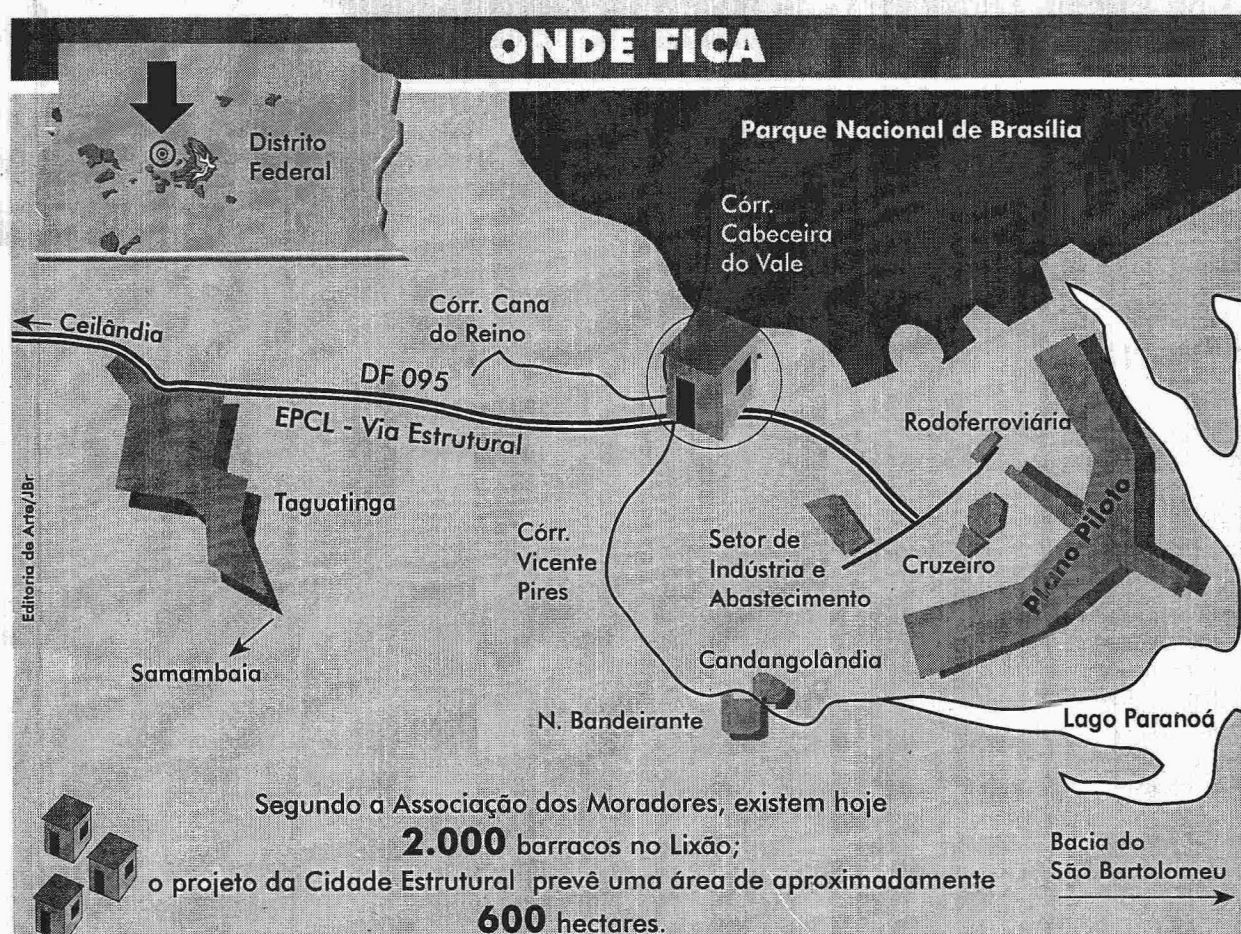 ONDE FICA
Distrito
Federal
Parque Nacional de Brasília
Córr.
Cabeceira
do Vale
Córr. Cana
do Reino
Ceilândia
DF 095
EPCL - Via Estrutural
Rodoferroviária
Taguatinga
Córr.
Vicente
Pires
Setor de
Indústria e
Abastecimento
Cruzeiro
Plano Piloto
Samambaia
Candangolândia
N. Bandeirante
Lago Paranoá
Editoria de Arte/JBr
Segundo a Associação dos Moradores, existem hoje
2.000 barracos no Lixão;
o projeto da Cidade Estrutural prevê uma área de aproximadamente
600 hectares.
Bacia do
São Bartolomeu